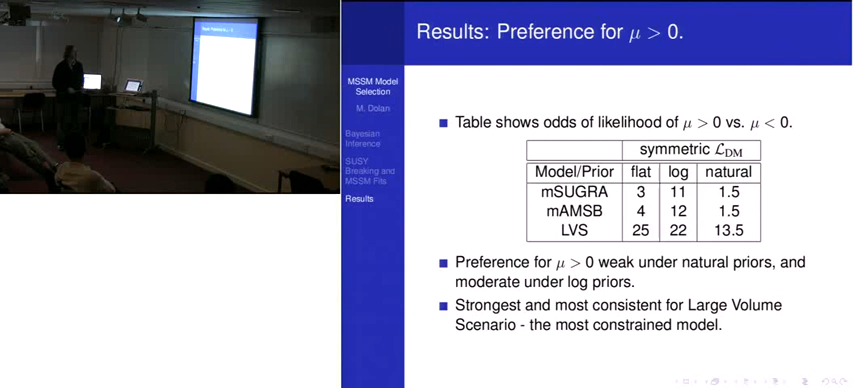 Results: Preference for μ > 0.
MSSM Model
Selection
M. Dolan
Bayesian
Inference
SUSY
Breaking and
MSSM Fits
Results
Table shows odds of likelihood of μ > 0 vs. μ < 0.
symmetric ℒDM
Model/Prior flat log natural
mSUGRA 3 11 1.5
mAMSB 4 12 1.5
LVS 25 22 13.5
Preference for μ > 0 weak under natural priors, and
moderate under log priors.
Strongest and most consistent for Large Volume
Scenario - the most constrained model.